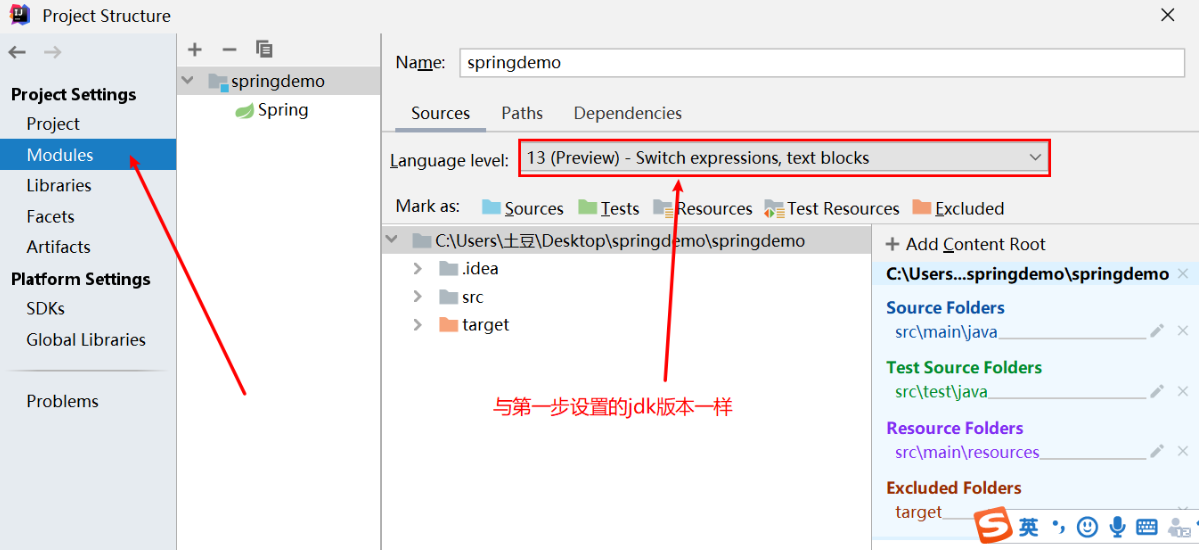 Project Structure
Project Settings
Project
Modules
Libraries
Facets
Artifacts
Platform Settings
SDKs
Global Libraries
Problems
springdemo
Spring
Name: springdemo
Sources Paths Dependencies
Language level: 13 (Preview) - Switch expressions, text blocks
Mark as: Sources Tests Resources Test Resources Excluded
C:\Users\土豆\Desktop\springdemo\springdemo
.idea
src
target
与第一步设置的jdk版本一样
Add Content Root
C:\Users...springdemo\springdemo
Source Folders
src\main\java
Test Source Folders
src\test\java
Resource Folders
src\main\resources
Excluded Folders
target
S 英